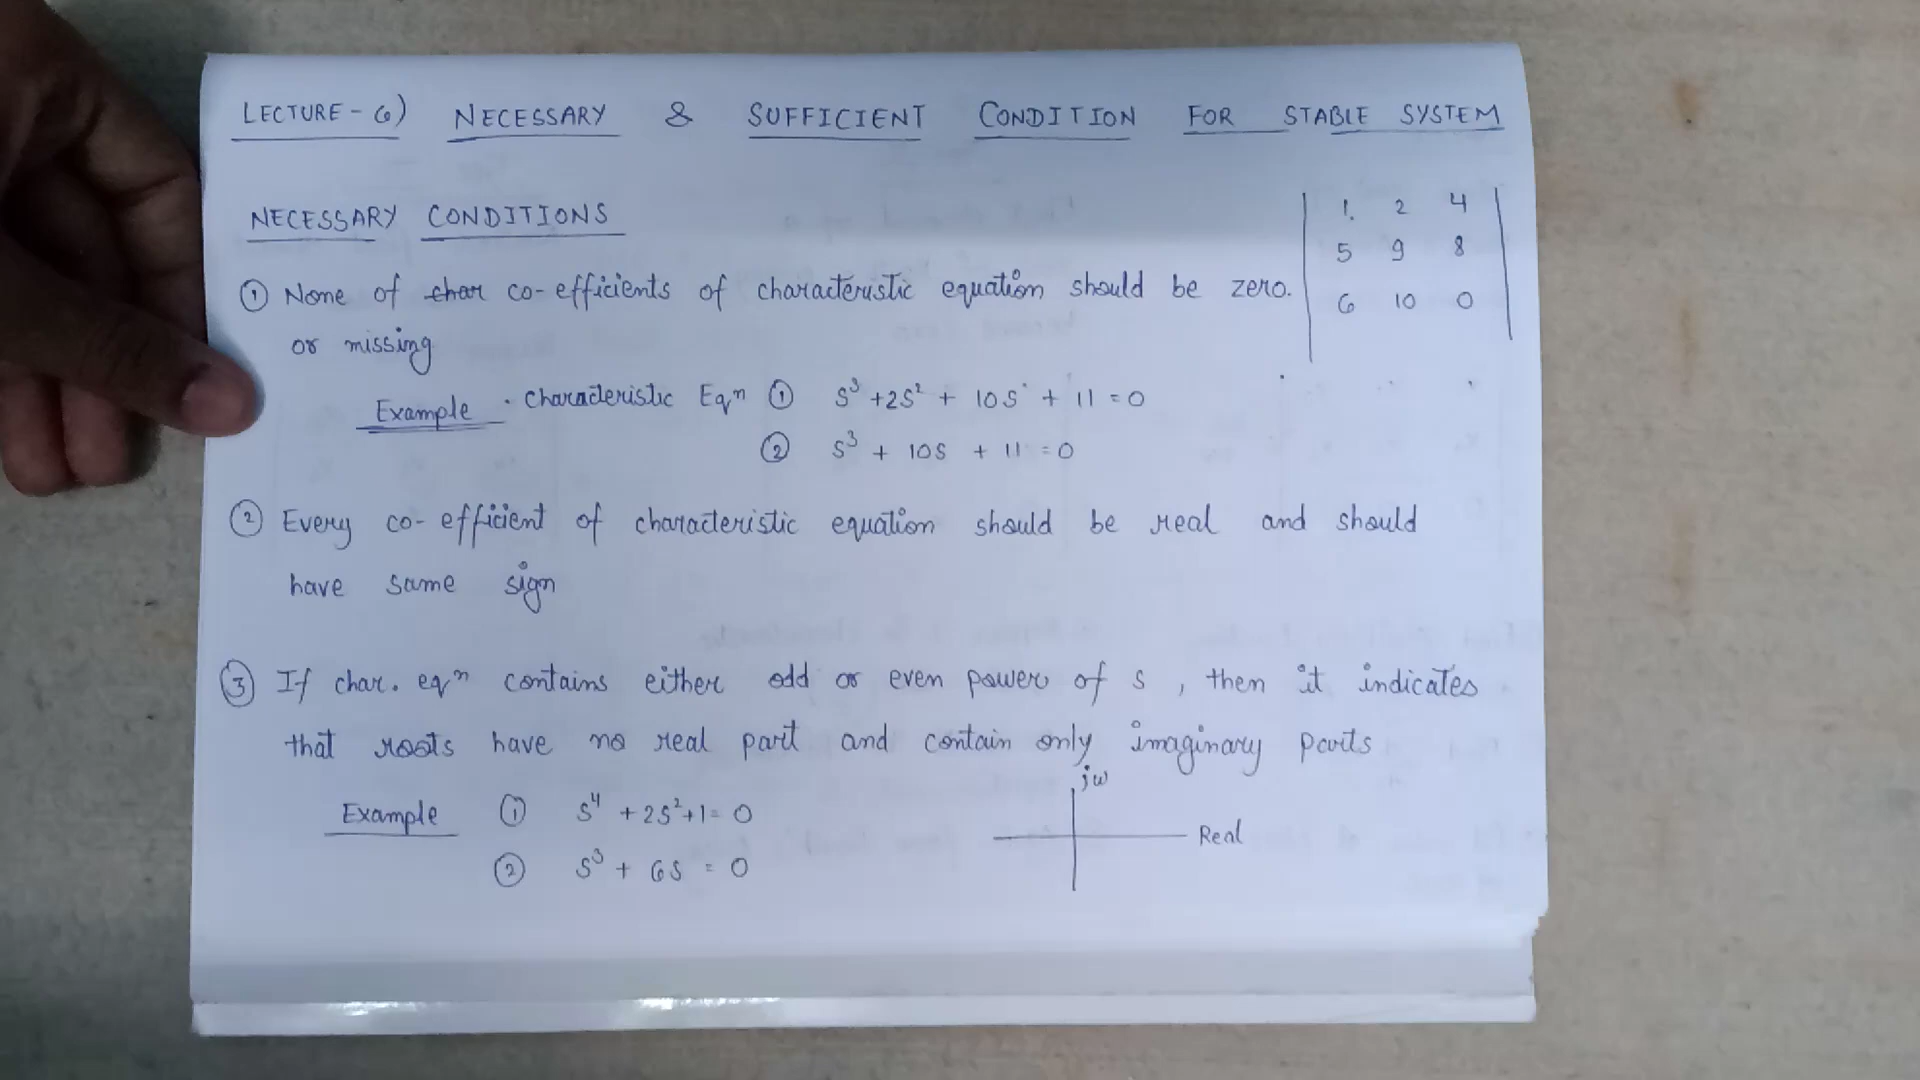 LECTURE - 6) NECESSARY & SUFFICIENT CONDITION FOR STABLE SYSTEM
NECESSARY CONDITIONS
① None of char co-efficients of characteristic equation should be zero.
or missing
1 2 4
5 9 8
6 10 0
Example . Characteristic Eqⁿ ① S³ + 2S² + 10S + 11 = 0
② S³ + 10S + 11 = 0
② Every co-efficient of characteristic equation should be real and should
have same sign
③ If char. eqⁿ contains either odd or even power of s , then it indicates
that roots have no real part and contain only imaginary parts
jω
Real
Example ① S⁴ + 2S² + 1 = 0
② S³ + 6S = 0